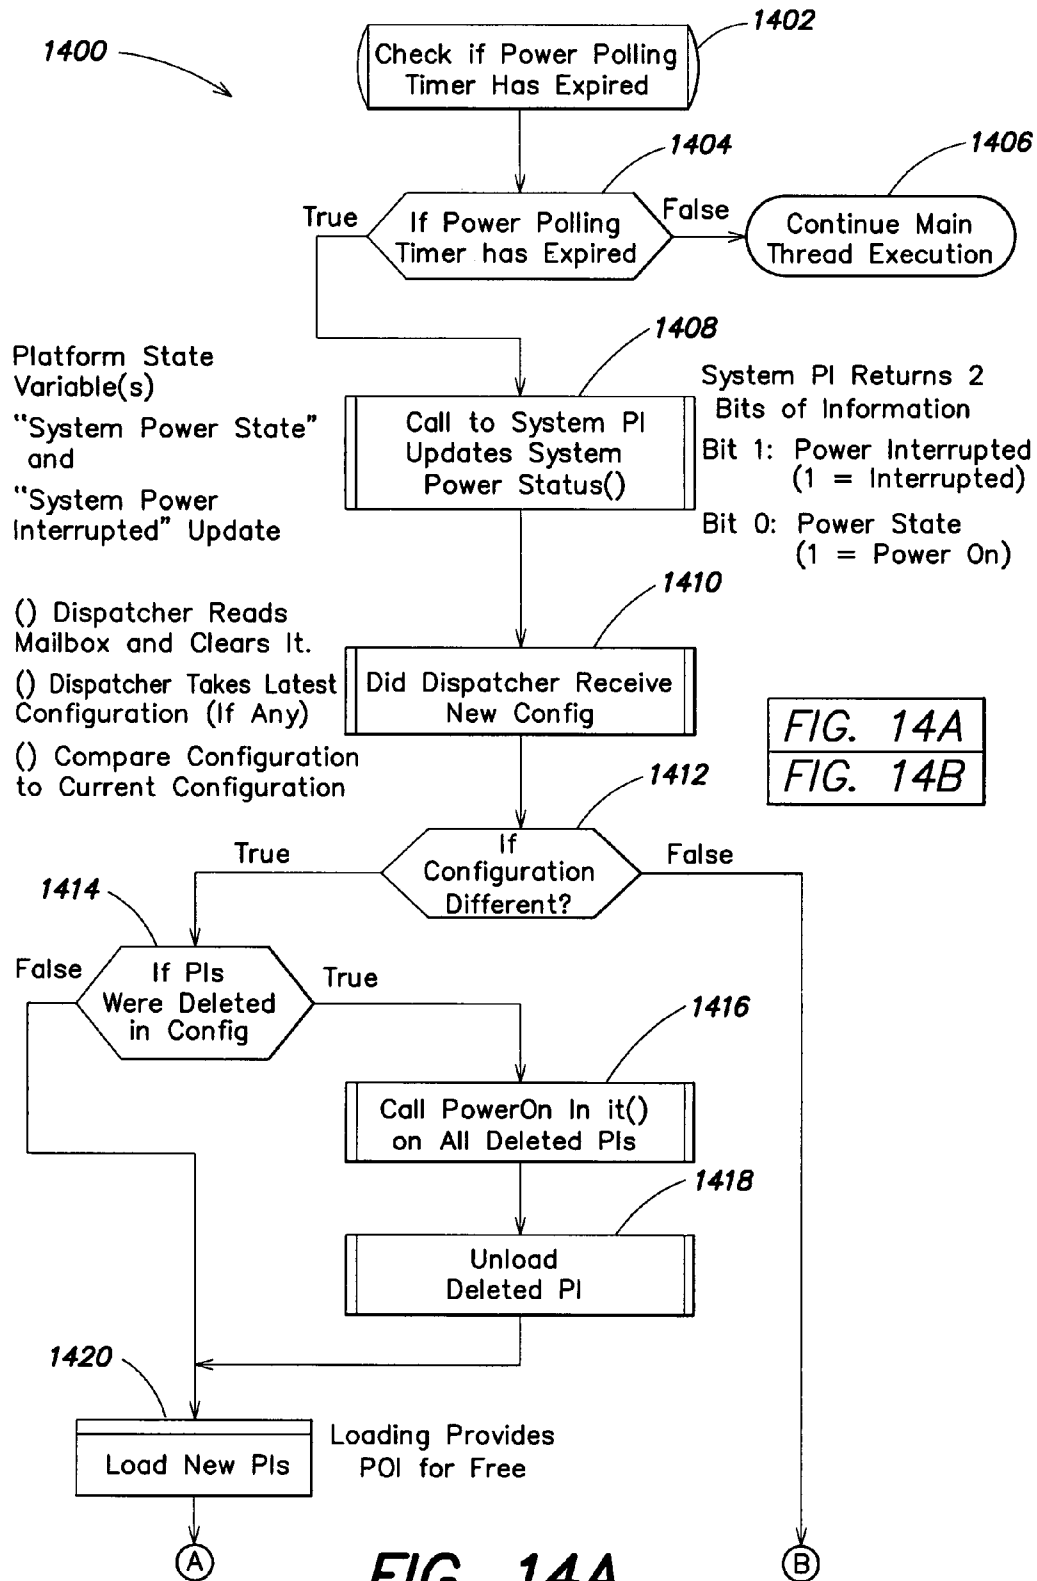 1400
1402
Check if Power Polling
Timer Has Expired
1404
1406
True
If Power Polling
Timer has Expired
False
Continue Main
Thread Execution
1408
Platform State
Variable(s)
"System Power State"
and
"System Power
Interrupted" Update
Call to System PI
Updates System
Power Status()
System PI Returns 2
Bits of Information
Bit 1: Power Interrupted
(1 = Interrupted)
Bit 0: Power State
(1 = Power On)
1410
() Dispatcher Reads
Mailbox and Clears It.
() Dispatcher Takes Latest
Configuration (If Any)
() Compare Configuration
to Current Configuration
Did Dispatcher Receive
New Config
FIG. 14A
FIG. 14B
1412
True
If
Configuration
Different?
False
1414
False
If PIs
Were Deleted
in Config
True
1416
Call PowerOn In it()
on All Deleted PIs
1418
Unload
Deleted PI
1420
Load New PIs
Loading Provides
POI for Free
A
B
FIG. 14A